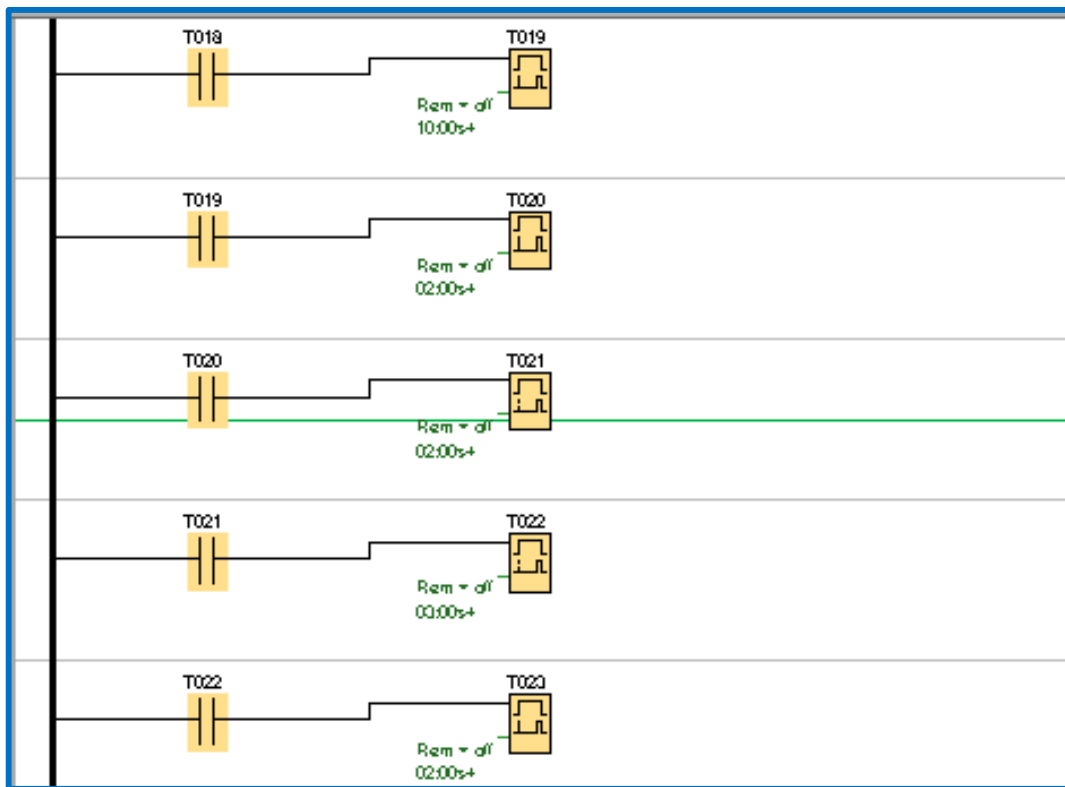 T018 T019
Rem = off
10:00s+
T019 T020
Rem = off
02:00s+
T020 T021
Rem = off
02:00s+
T021 T022
Rem = off
03:00s+
T022 T023
Rem = off
02:00s+